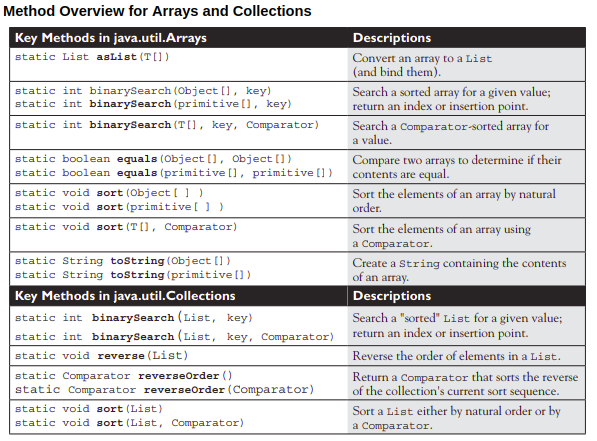 Method Overview for Arrays and Collections
Key Methods in java.util.Arrays Descriptions
static List asList(T[]) Convert an array to a List
(and bind them).
static int binarySearch(Object[], key) Search a sorted array for a given value;
static int binarySearch(primitive[], key) return an index or insertion point.
static int binarySearch(T[], key, Comparator) Search a Comparator-sorted array for
a value.
static boolean equals(Object[], Object[]) Compare two arrays to determine if their
static boolean equals(primitive[], primitive[]) contents are equal.
static void sort(Object[ ] ) Sort the elements of an array by natural
static void sort(primitive[ ] ) order.
static void sort(T[], Comparator) Sort the elements of an array using
a Comparator.
static String toString(Object[]) Create a String containing the contents
static String toString(primitive[]) of an array.
Key Methods in java.util.Collections Descriptions
static int binarySearch(List, key) Search a "sorted" List for a given value;
static int binarySearch(List, key, Comparator) return an index or insertion point.
static void reverse(List) Reverse the order of elements in a List.
static Comparator reverseOrder() Return a Comparator that sorts the reverse
static Comparator reverseOrder(Comparator) of the collection's current sort sequence.
static void sort(List) Sort a List either by natural order or by
static void sort(List, Comparator) a Comparator.